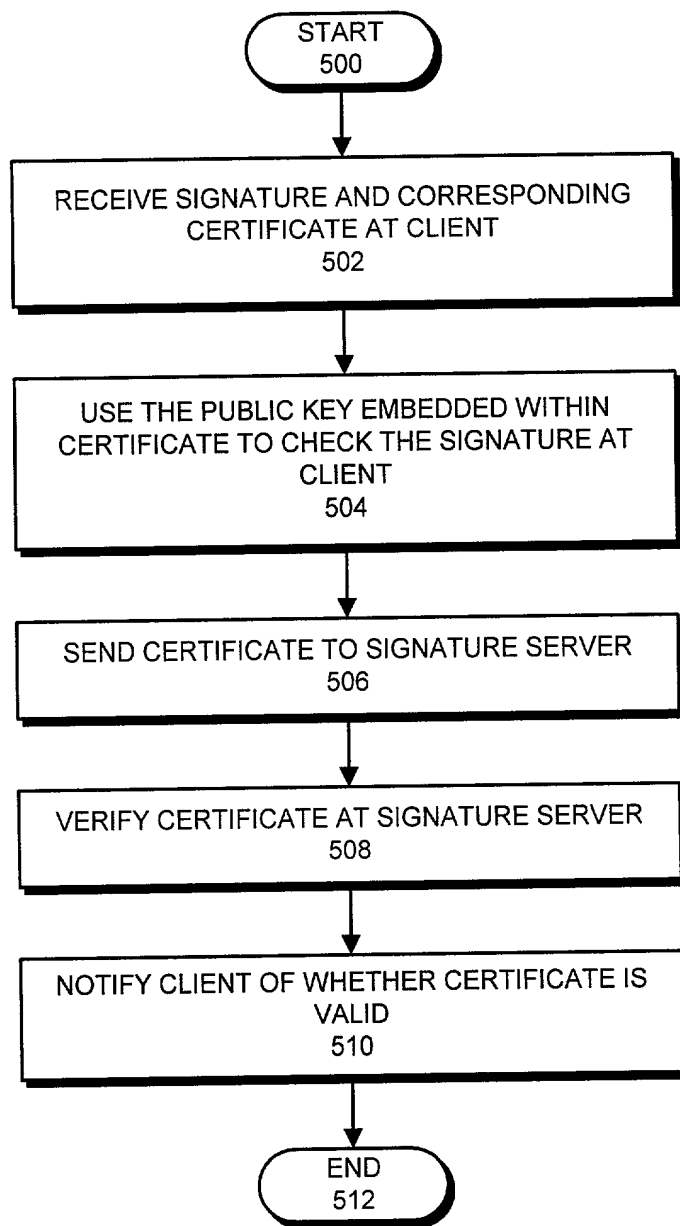 START
500
RECEIVE SIGNATURE AND CORRESPONDING
CERTIFICATE AT CLIENT
502
USE THE PUBLIC KEY EMBEDDED WITHIN
CERTIFICATE TO CHECK THE SIGNATURE AT
CLIENT
504
SEND CERTIFICATE TO SIGNATURE SERVER
506
VERIFY CERTIFICATE AT SIGNATURE SERVER
508
NOTIFY CLIENT OF WHETHER CERTIFICATE IS
VALID
510
END
512